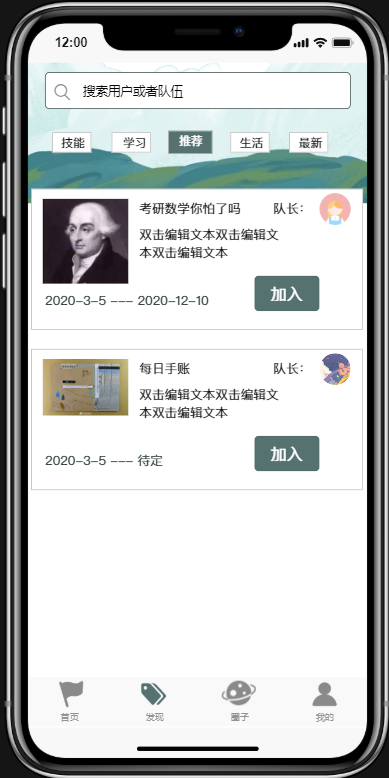 12:00
搜索用户或者队伍
技能
学习
推荐
生活
最新
考研数学你怕了吗 队长：
双击编辑文本双击编辑文
本双击编辑文本
2020-3-5 --- 2020-12-10
加入
每日手账 队长：
双击编辑文本双击编辑文
本双击编辑文本
2020-3-5 --- 待定
加入
首页
发现
圈子
我的